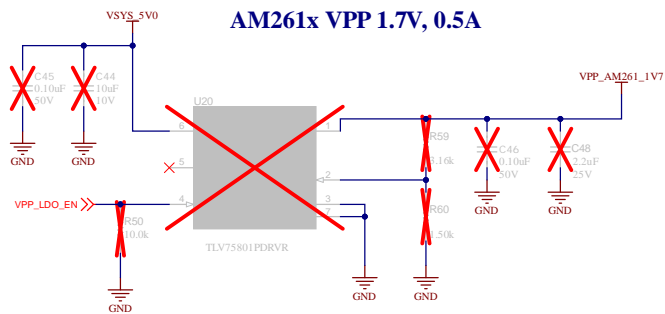 AM261x VPP 1.7V, 0.5A
VSYS_5V0
VPP_AM261_1V7
C45
0.10uF
50V
C44
10uF
10V
U20
6
1
5
2
4
3
7
TLV75801PDRVR
VPP_LDO_EN
R50
10.0k
R59
R60
1.50k
C46
0.10uF
50V
C48
2.2uF
25V
GND
GND
GND
GND
GND
GND
GND